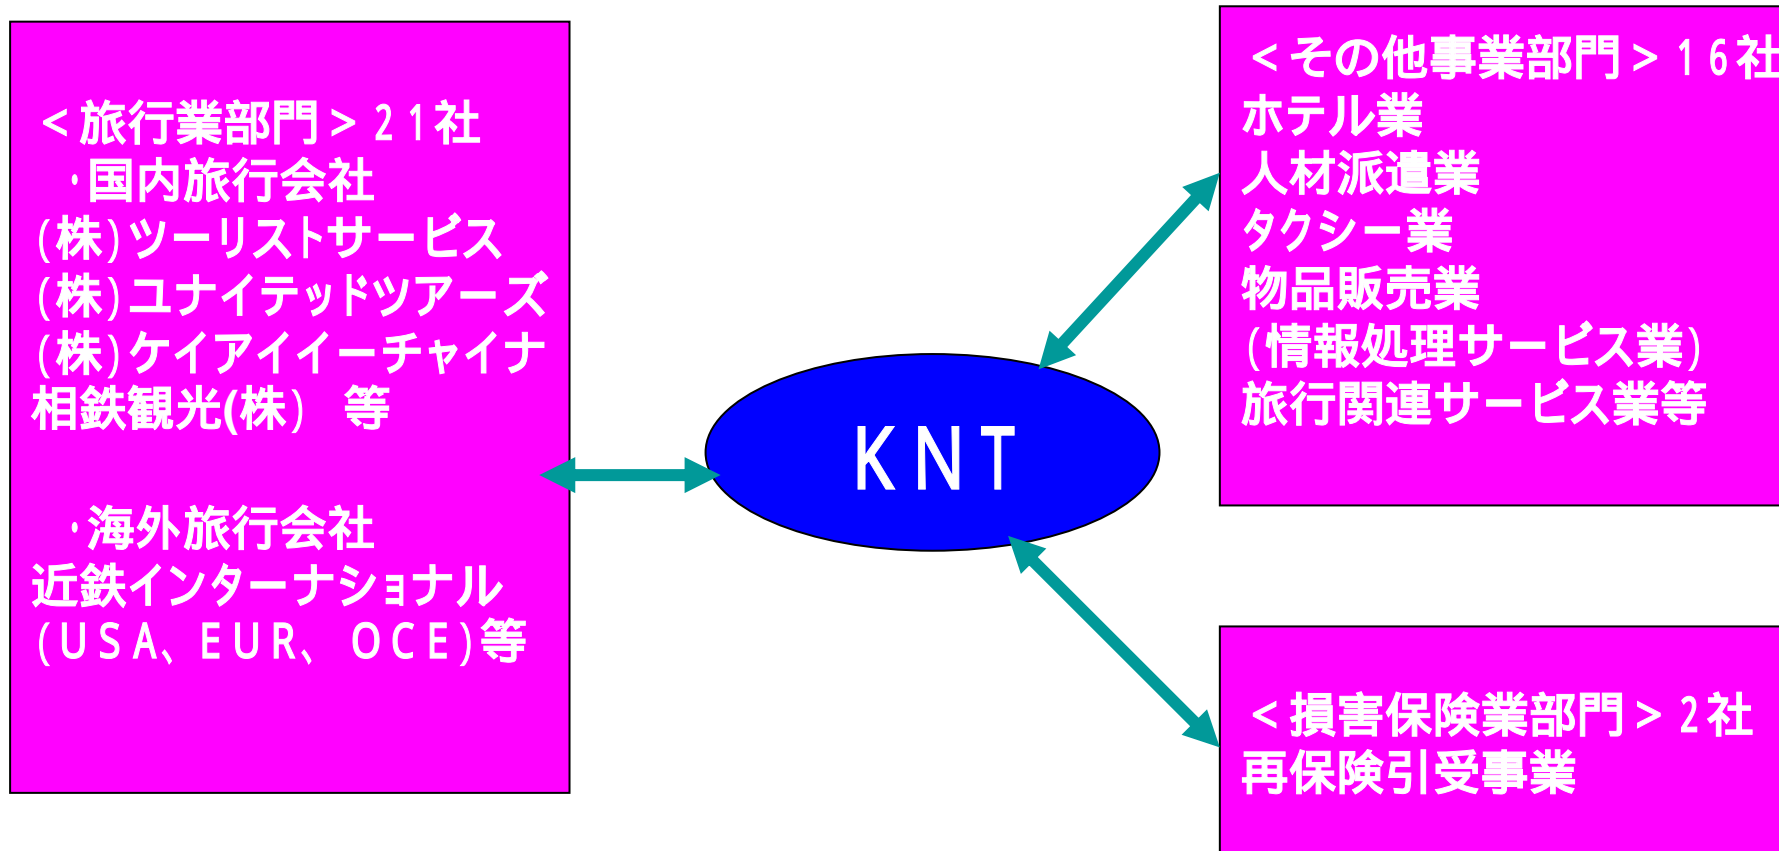 ＜旅行業部門＞２１社
・国内旅行会社
(株)ツーリストサービス
(株)ユナイテッドツアーズ
(株)ケイアイイーチャイナ
相鉄観光(株)　等
・海外旅行会社
近鉄インターナショナル
(ＵＳＡ、ＥＵＲ、ＯＣＥ)等
ＫＮＴ
＜その他事業部門＞１６社
ホテル業
人材派遣業
タクシー業
物品販売業
(情報処理サービス業)
旅行関連サービス業等
＜損害保険業部門＞２社
再保険引受事業